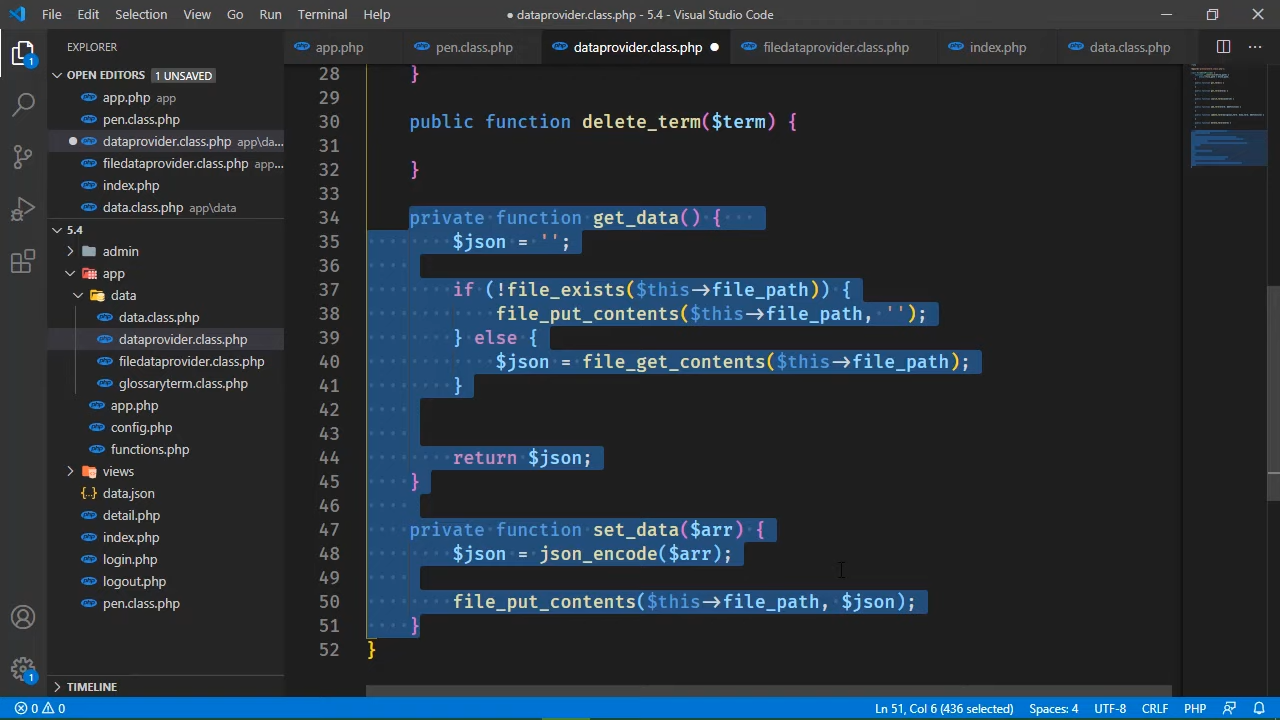 File Edit Selection View Go Run Terminal Help
● dataprovider.class.php - 5.4 - Visual Studio Code
EXPLORER
app.php
pen.class.php
dataprovider.class.php ●
filedataprovider.class.php
index.php
data.class.php
OPEN EDITORS 1 UNSAVED
app.php app
pen.class.php
dataprovider.class.php app\da...
filedataprovider.class.php app...
index.php
data.class.php app\data
5.4
admin
app
data
data.class.php
dataprovider.class.php
filedataprovider.class.php
glossaryterm.class.php
app.php
config.php
functions.php
views
data.json
detail.php
index.php
login.php
logout.php
pen.class.php
TIMELINE
28 }
29
30 public function delete_term($term) {
31
32 }
33
34 private function get_data() {
35 $json = '';
36
37 if (!file_exists($this->file_path)) {
38 file_put_contents($this->file_path, '');
39 } else {
40 $json = file_get_contents($this->file_path);
41 }
42
43
44 return $json;
45 }
46
47 private function set_data($arr) {
48 $json = json_encode($arr);
49
50 file_put_contents($this->file_path, $json);
51 }
52 }
0 0
Ln 51, Col 6 (436 selected)
Spaces: 4
UTF-8
CRLF
PHP